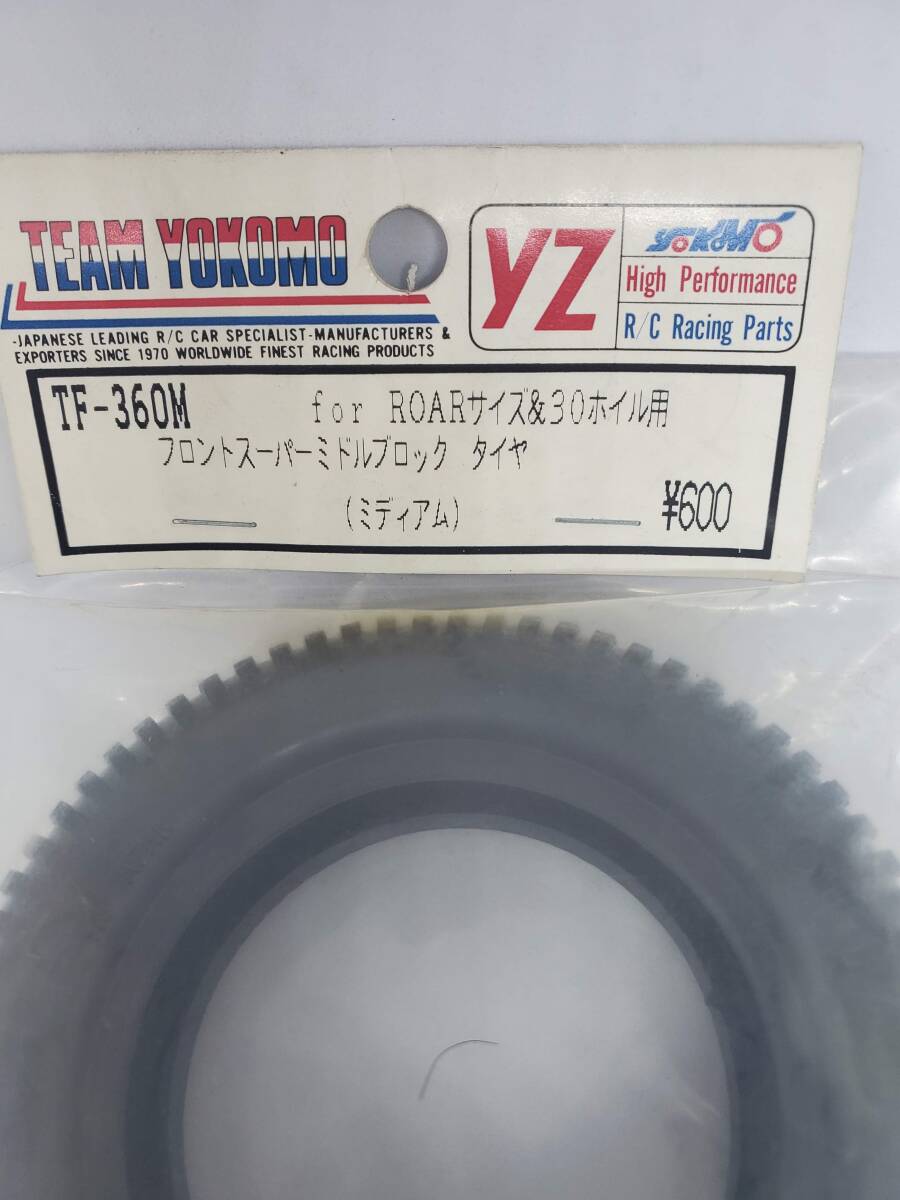 TEAM YOKOMO
-JAPANESE LEADING R/C CAR SPECIALIST-MANUFACTURERS &
EXPORTERS SINCE 1970 WORLDWIDE FINEST RACING PRODUCTS
YZ
YOKOMO
High Performance
R/C Racing Parts
TF-360M for ROARサイズ&30ホイル用
フロントスーパーミドルブロック タイヤ
(ミディアム)
¥600